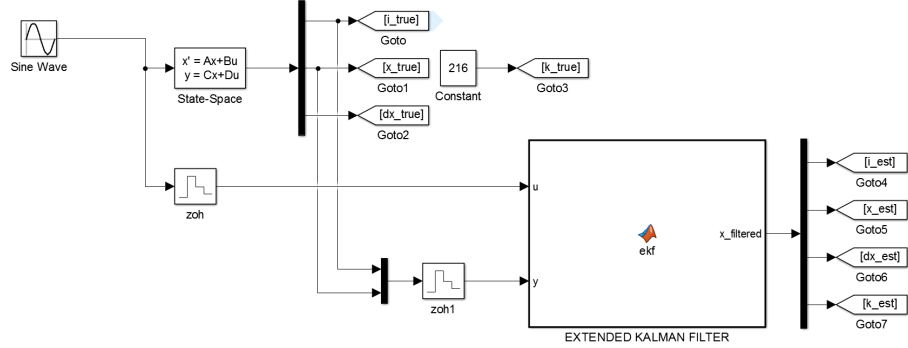 [i_true]
Goto
Sine Wave
x' = Ax+Bu
y = Cx+Du
State-Space
[x_true]
Goto1
216
Constant
[k_true]
Goto3
[dx_true]
Goto2
zoh
u
[i_est]
Goto4
[x_est]
Goto5
x_filtered
ekf
[dx_est]
Goto6
zoh1
y
[k_est]
Goto7
EXTENDED KALMAN FILTER